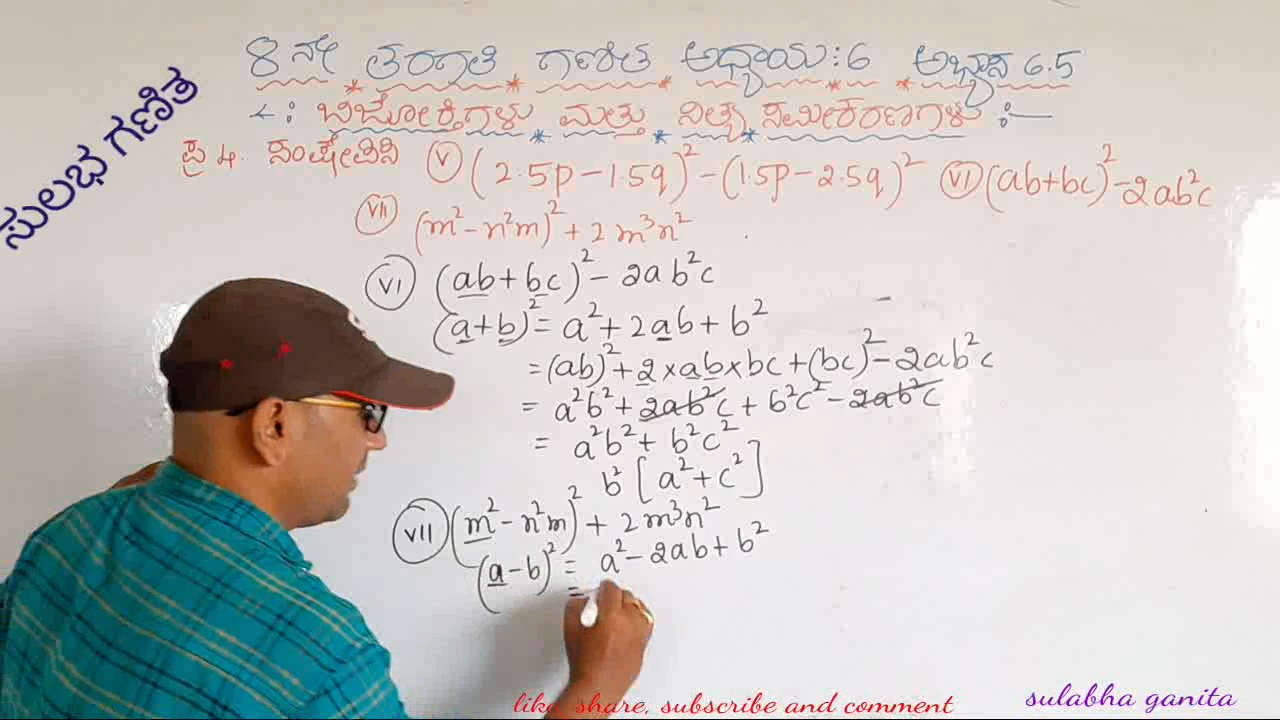 8 ನೇ ತರಗತಿ ಗಣಿತ ಅಧ್ಯಾಯ:6 ಅಭ್ಯಾಸ 6.5
ಬಿಜೋಕ್ತಿಗಳು ಮತ್ತು ನಿತ್ಯ ಸಮೀಕರಣಗಳು :—
ಸುಲಭ ಗಣಿತ
ಪ್ರ 4. ಸಂಕ್ಷೇಪಿಸಿ (V) (2.5p-1.5q)²-(1.5p-2.5q)² (VI) (ab+bc)²-2ab²c
(VII) (m²-n²m)²+2m³n²
(VI) (ab+bc)²-2ab²c
(a+b)²= a²+2ab+b²
=(ab)²+2×ab×bc+(bc)²-2ab²c
= a²b²+2ab²c+b²c²-2ab²c
= a²b²+b²c²
b²[a²+c²]
(VII) (m²-n²m)²+2m³n²
(a-b)²= a²-2ab+b²
=
like, share, subscribe and comment
sulabha ganita